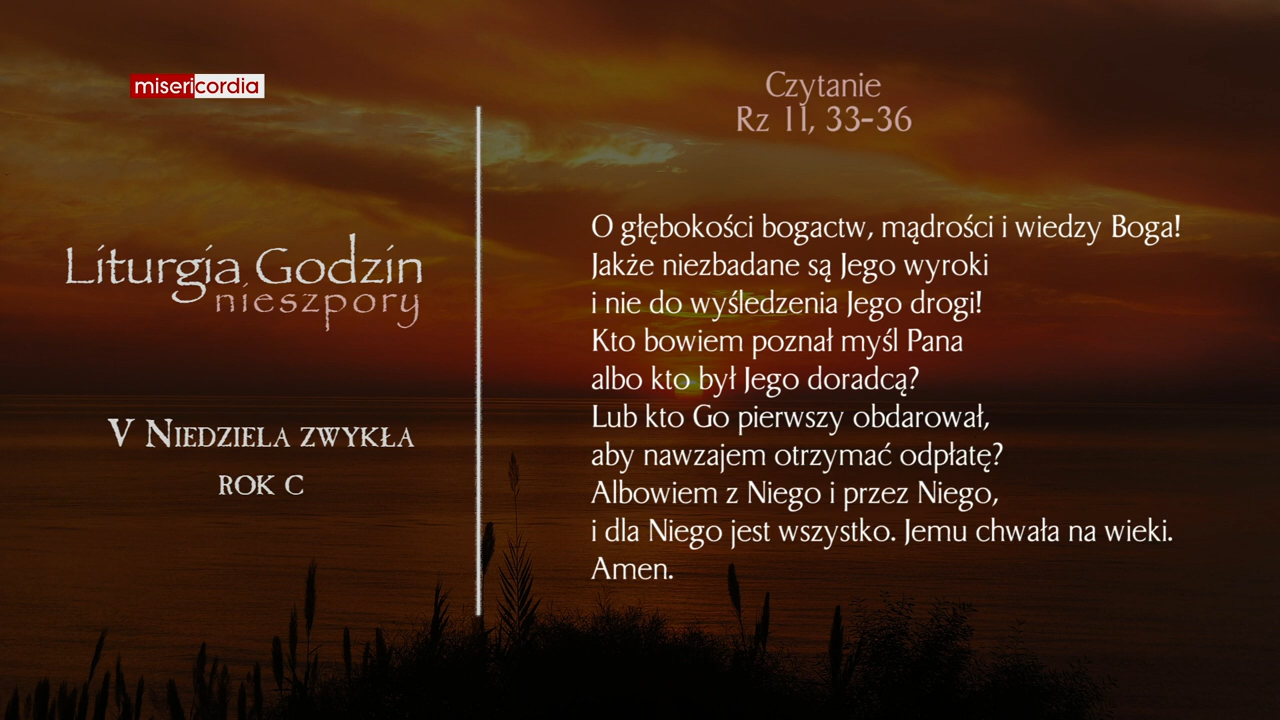 misericordia
Liturgia Godzin
nieszpory
V Niedziela zwykła
rok C
Czytanie
Rz 11, 33-36
O głębokości bogactw, mądrości i wiedzy Boga!
Jakże niezbadane są Jego wyroki
i nie do wyśledzenia Jego drogi!
Kto bowiem poznał myśl Pana
albo kto był Jego doradcą?
Lub kto Go pierwszy obdarował,
aby nawzajem otrzymać odpłatę?
Albowiem z Niego i przez Niego,
i dla Niego jest wszystko. Jemu chwała na wieki.
Amen.